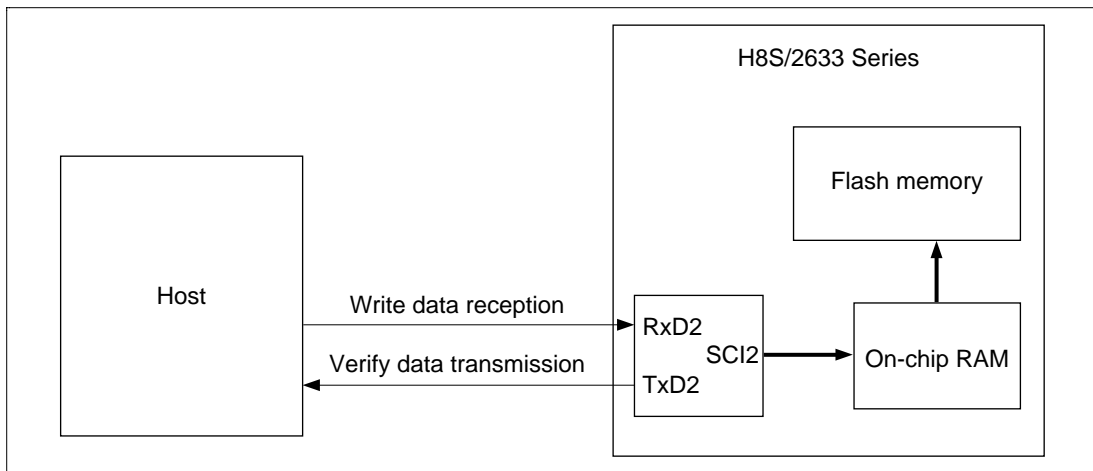 H8S/2633 Series
Flash memory
Host
Write data reception
RxD2
SCI2
On-chip RAM
Verify data transmission
TxD2